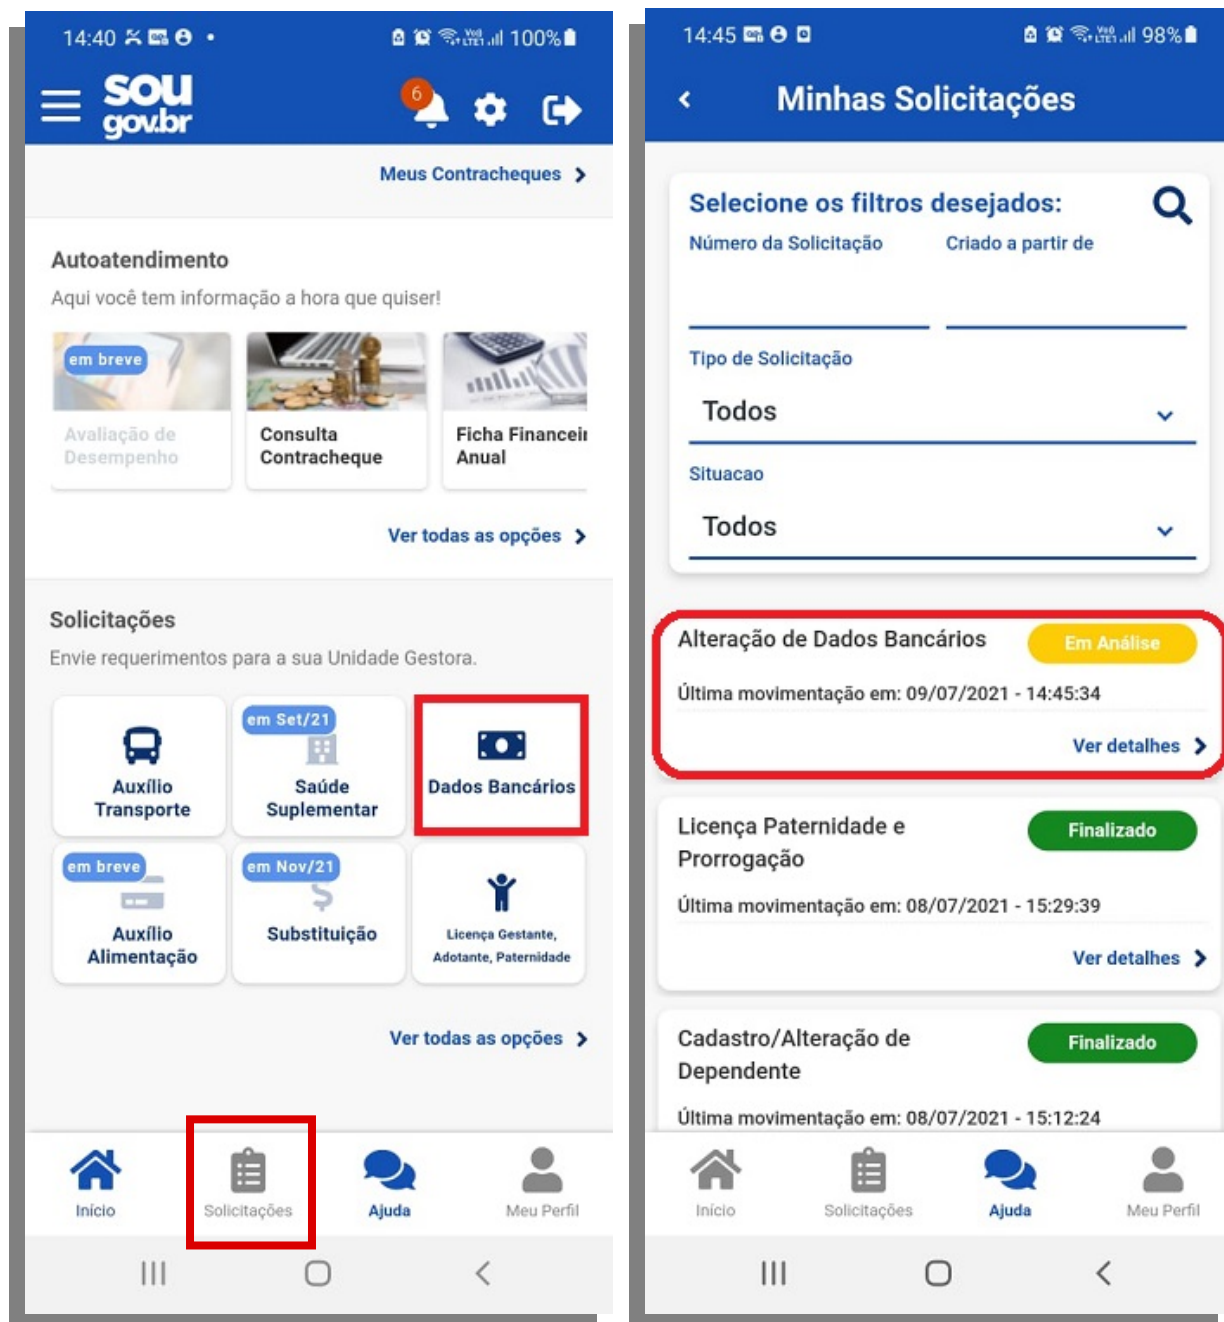 14:40
100%
sou
gov.br
6
Meus Contracheques
Autoatendimento
Aqui você tem informação a hora que quiser!
em breve
Avaliação de
Desempenho
Consulta
Contracheque
Ficha Financeir
Anual
Ver todas as opções
Solicitações
Envie requerimentos para a sua Unidade Gestora.
Auxílio
Transporte
em Set/21
Saúde
Suplementar
Dados Bancários
em breve
Auxílio
Alimentação
em Nov/21
Substituição
Licença Gestante,
Adotante, Paternidade
Ver todas as opções
Início
Solicitações
Ajuda
Meu Perfil
14:45
98%
Minhas Solicitações
Selecione os filtros desejados:
Número da Solicitação
Criado a partir de
Tipo de Solicitação
Todos
Situacao
Todos
Alteração de Dados Bancários
Em Análise
Última movimentação em: 09/07/2021 - 14:45:34
Ver detalhes
Licença Paternidade e
Prorrogação
Finalizado
Última movimentação em: 08/07/2021 - 15:29:39
Ver detalhes
Cadastro/Alteração de
Dependente
Finalizado
Última movimentação em: 08/07/2021 - 15:12:24
Início
Solicitações
Ajuda
Meu Perfil